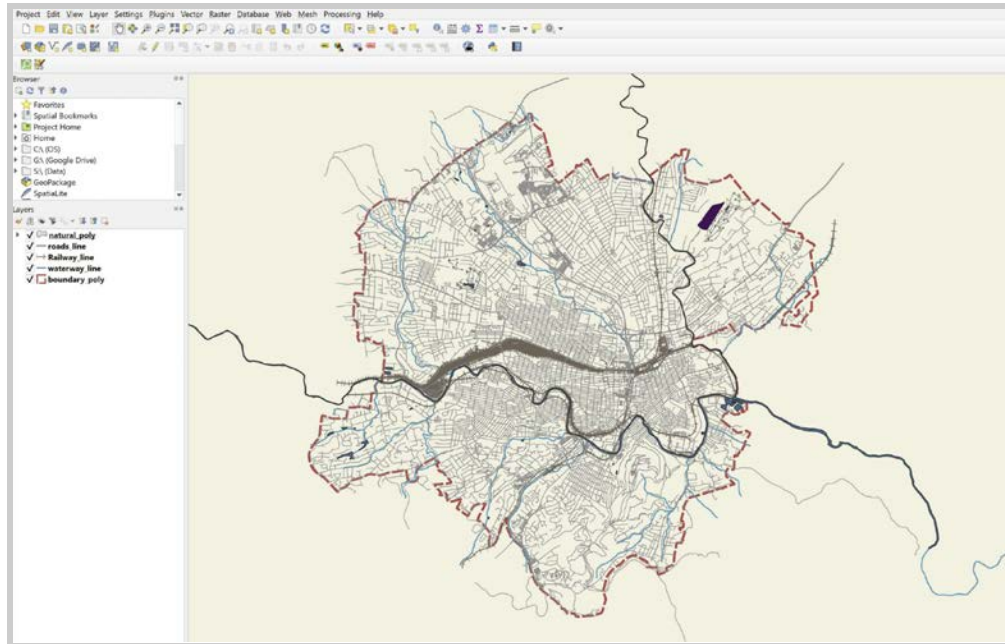 Project Edit View Layer Settings Plugins Vector Raster Database Web Mesh Processing Help
Browser
Favorites
Spatial Bookmarks
Project Home
Home
C:\ (OS)
G:\ (Google Drive)
S:\ (Data)
GeoPackage
SpatiaLite
Layers
natural_poly
roads_line
Railway_line
waterway_line
boundary_poly